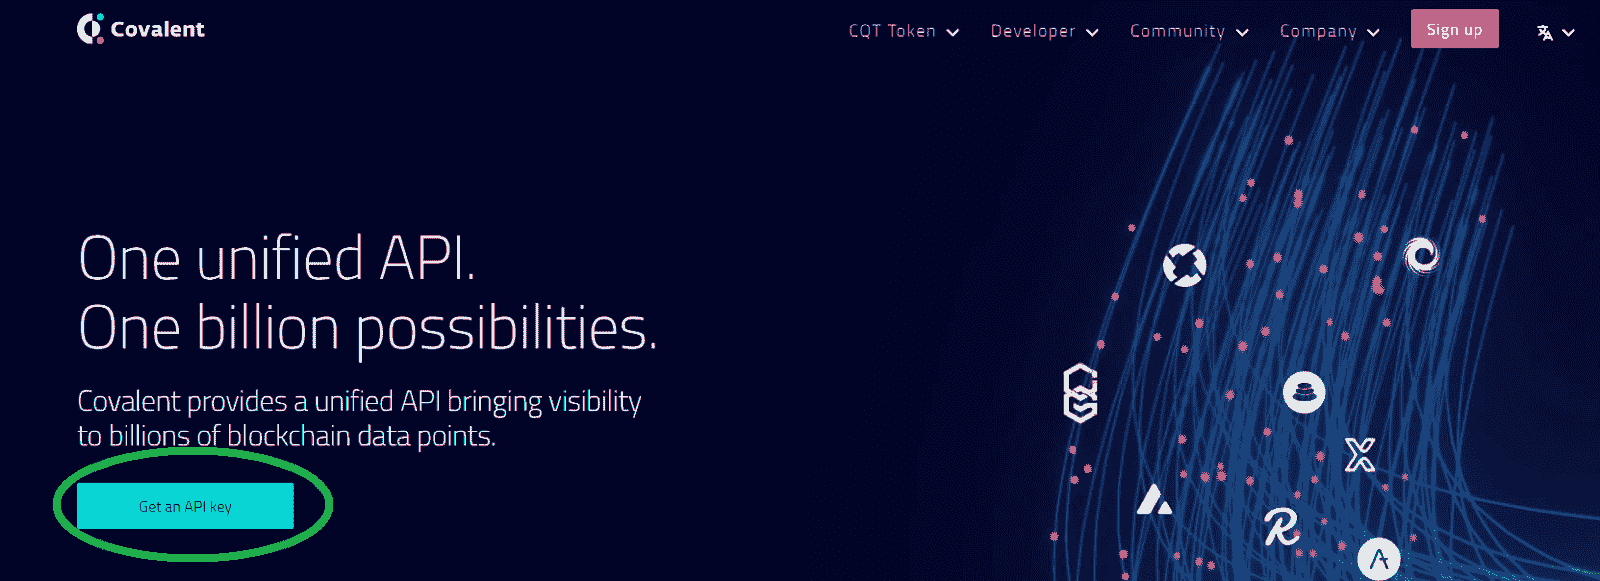 Covalent
CQT Token
Developer
Community
Company
Sign up
One unified API.
One billion possibilities.
Covalent provides a unified API bringing visibility
to billions of blockchain data points.
Get an API key